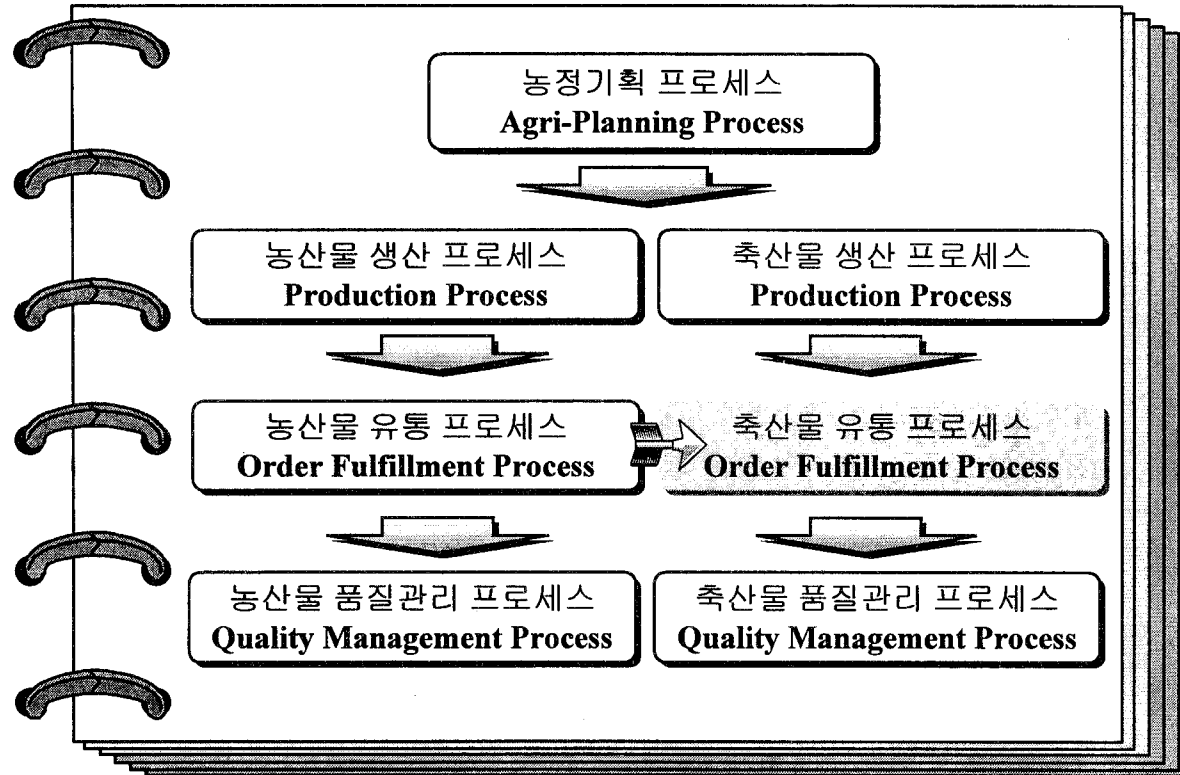 농정기획 프로세스
Agri-Planning Process
농산물 생산 프로세스
Production Process
축산물 생산 프로세스
Production Process
농산물 유통 프로세스
Order Fulfillment Process
축산물 유통 프로세스
Order Fulfillment Process
농산물 품질관리 프로세스
Quality Management Process
축산물 품질관리 프로세스
Quality Management Process